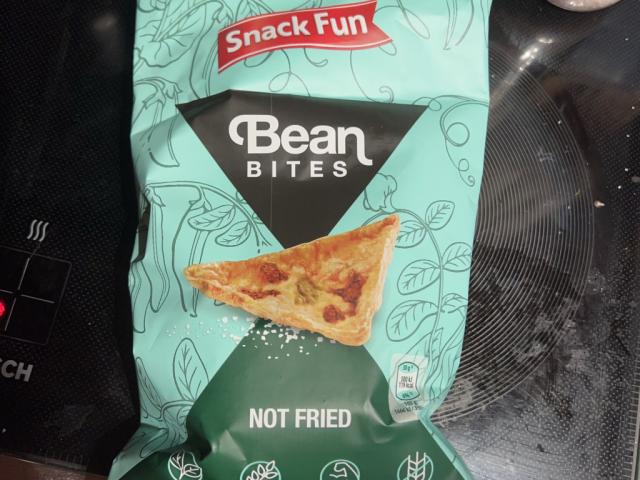 Snack Fun
Bean
BITES
NOT FRIED